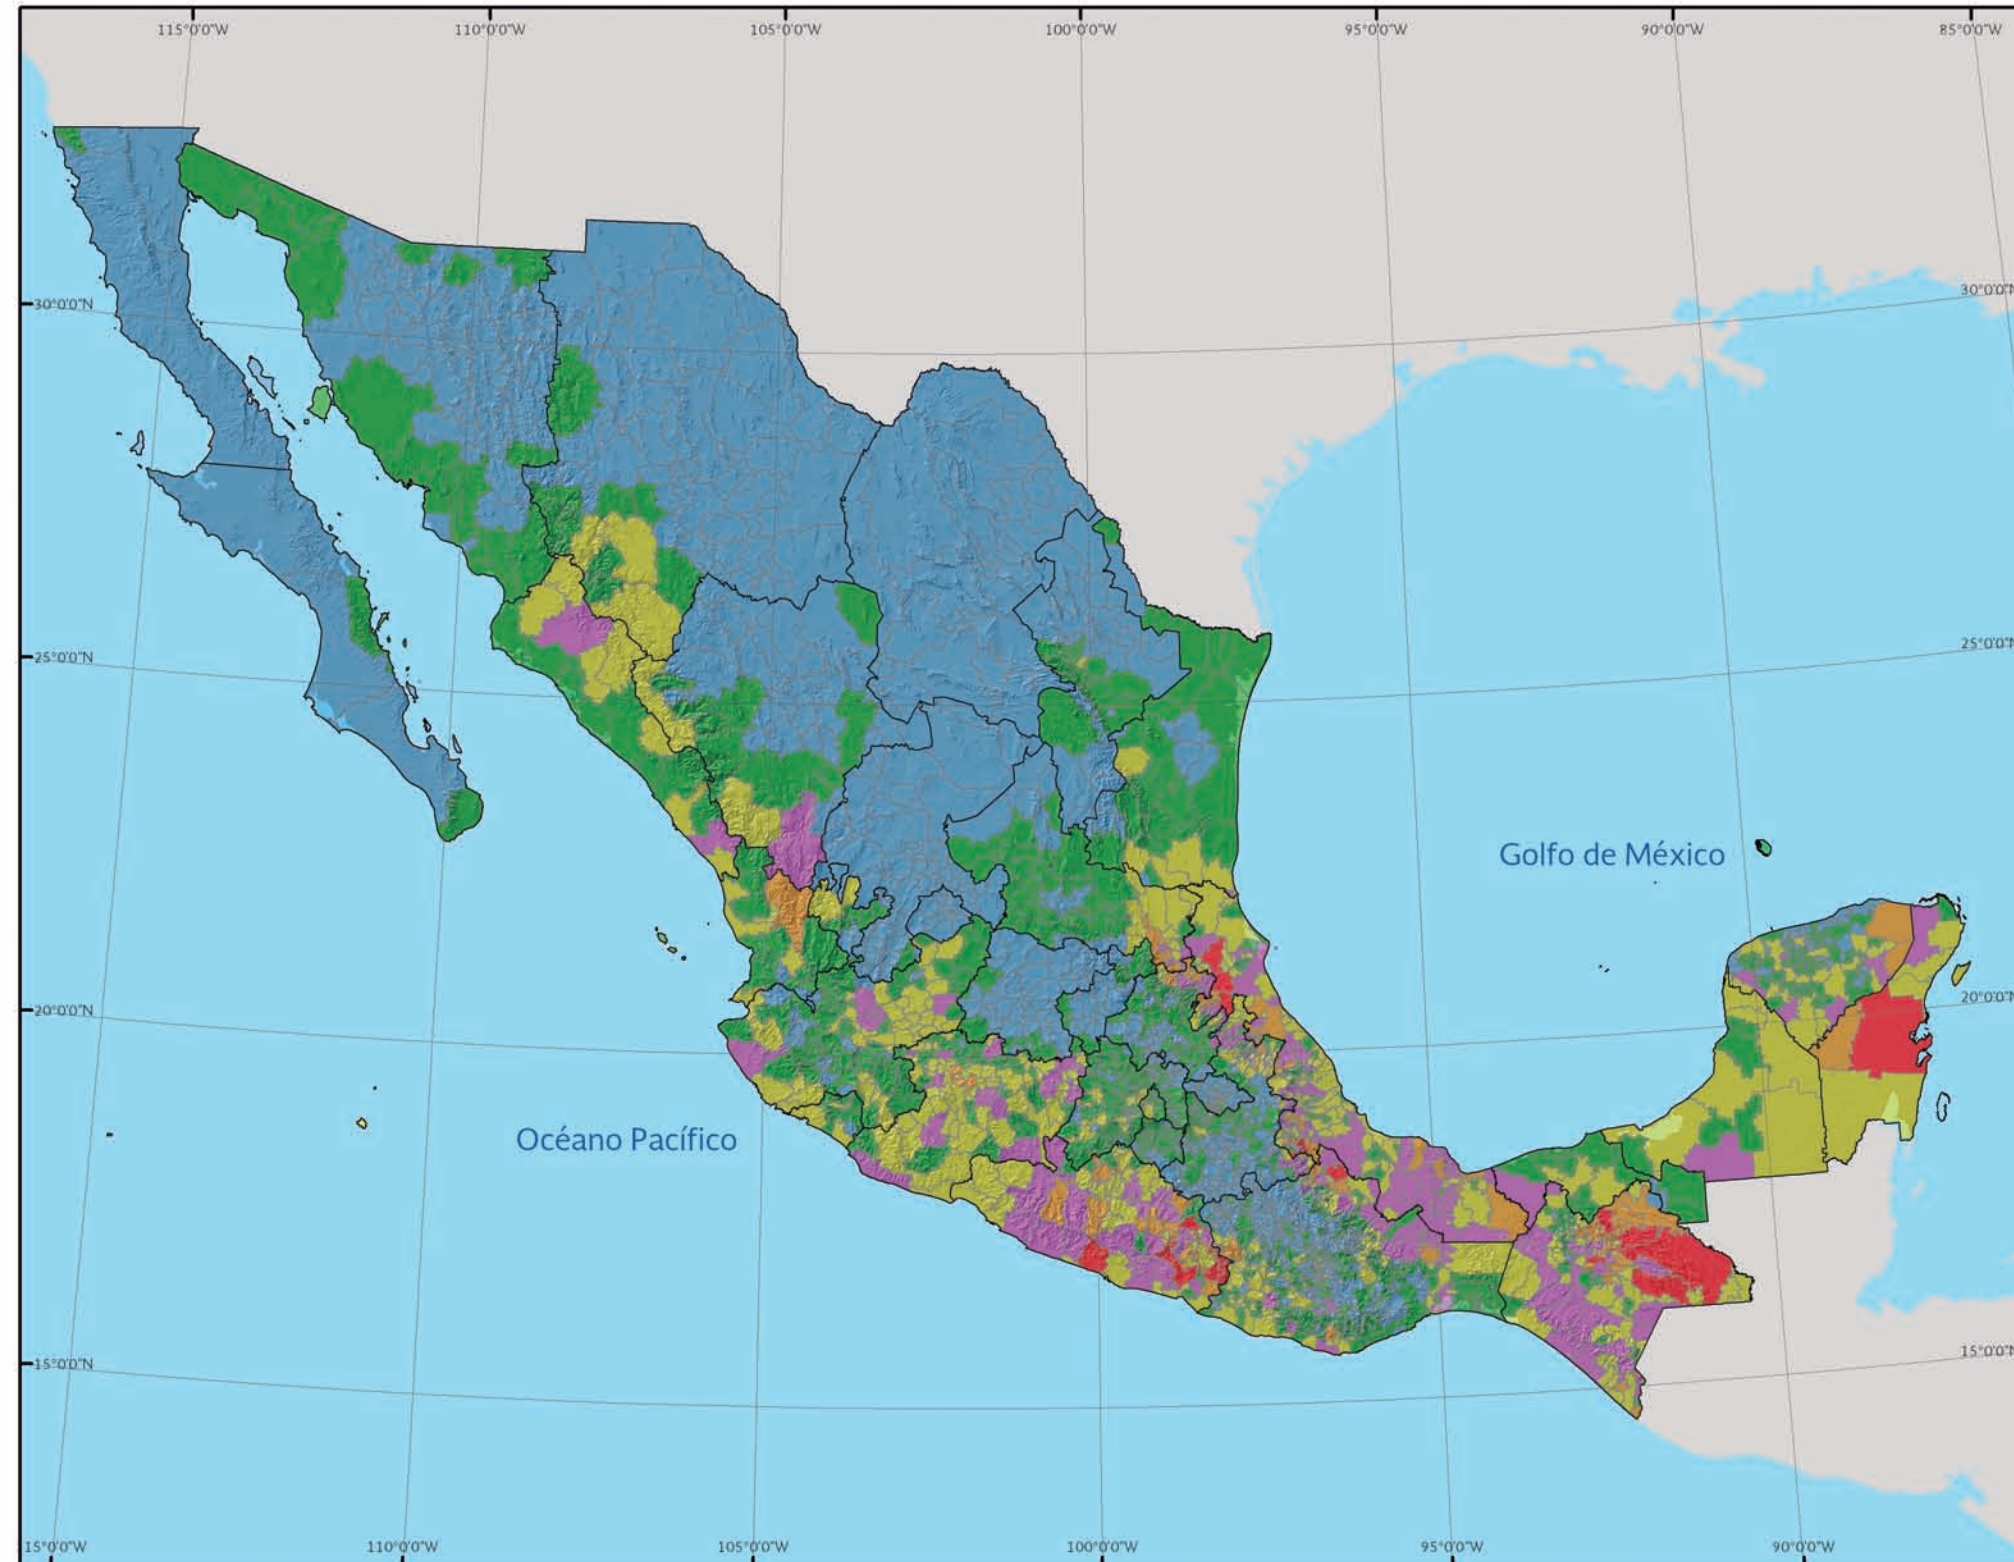 115°0'0"W 110°0'0"W 105°0'0"W 100°0'0"W 95°0'0"W 90°0'0"W 85°0'0"W
30°0'0"N 30°0'0"N
25°0'0"N 25°0'0"N
Golfo de México
20°0'0"N 20°0'0"N
Océano Pacífico
15°0'0"N 15°0'0"N
15°0'0"W 110°0'0"W 105°0'0"W 100°0'0"W 95°0'0"W 90°0'0"W